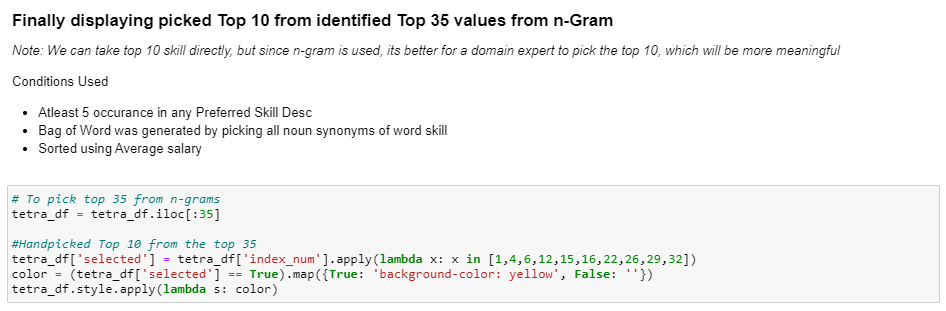 Finally displaying picked Top 10 from identified Top 35 values from n-Gram
Note: We can take top 10 skill directly, but since n-gram is used, its better for a domain expert to pick the top 10, which will be more meaningful
Conditions Used
• Atleast 5 occurance in any Preferred Skill Desc
• Bag of Word was generated by picking all noun synonyms of word skill
• Sorted using Average salary
# To pick top 35 from n-grams
tetra_df = tetra_df.iloc[:35]
#Handpicked Top 10 from the top 35
tetra_df['selected'] = tetra_df['index_num'].apply(lambda x: x in [1,4,6,12,15,16,22,26,29,32])
color = (tetra_df['selected'] == True).map({True: 'background-color: yellow', False: ''})
tetra_df.style.apply(lambda s: color)